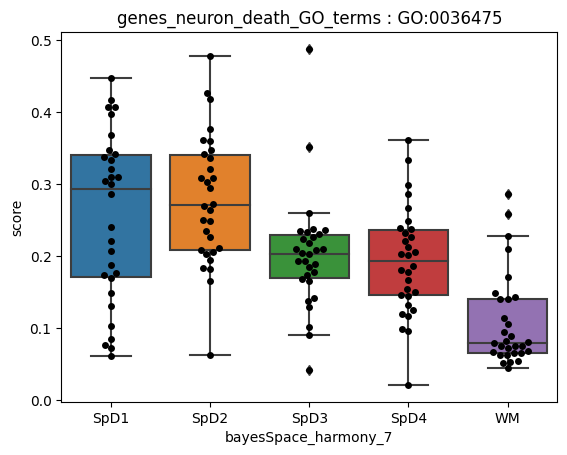 genes_neuron_death_GO_terms : GO:0036475
score
0.5
0.4
0.3
0.2
0.1
0.0
SpD1 SpD2 SpD3 SpD4 WM
bayesSpace_harmony_7